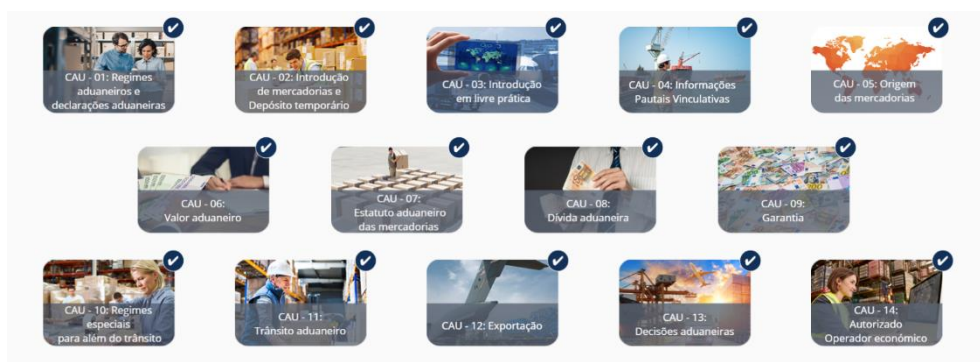 CAU - 01: Regimes
aduaneiros e
declarações aduaneiras
CAU - 02: Introdução
de mercadorias e
Depósito temporário
CAU - 03: Introdução
em livre prática
CAU - 04: Informações
Pautais Vinculativas
CAU - 05: Origem
das mercadorias
CAU - 06:
Valor aduaneiro
CAU - 07:
Estatuto aduaneiro
das mercadorias
CAU - 08:
Dívida aduaneira
CAU - 09:
Garantia
CAU - 10: Regimes
especiais
para além do trânsito
CAU - 11:
Trânsito aduaneiro
CAU - 12: Exportação
CAU - 13:
Decisões aduaneiras
CAU - 14:
Autorizado
Operador económico